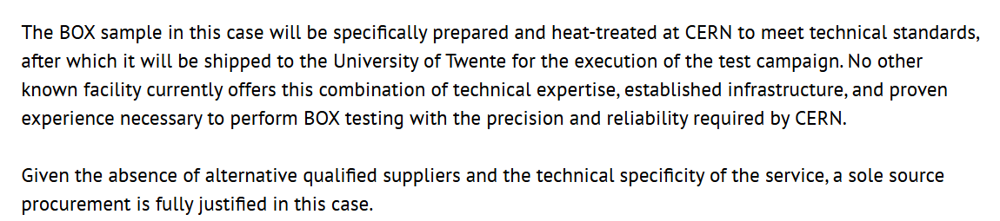 The BOX sample in this case will be specifically prepared and heat-treated at CERN to meet technical standards,
after which it will be shipped to the University of Twente for the execution of the test campaign. No other
known facility currently offers this combination of technical expertise, established infrastructure, and proven
experience necessary to perform BOX testing with the precision and reliability required by CERN.
Given the absence of alternative qualified suppliers and the technical specificity of the service, a sole source
procurement is fully justified in this case.